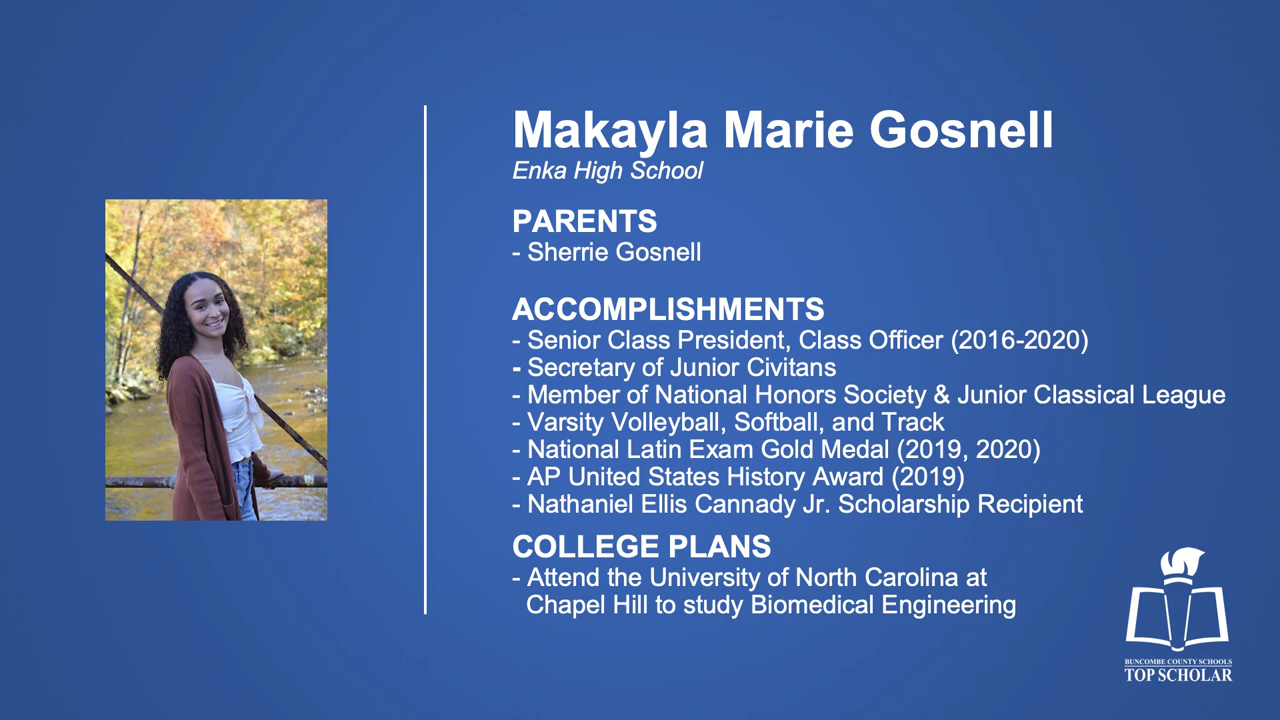 Makayla Marie Gosnell
Enka High School
PARENTS
- Sherrie Gosnell
ACCOMPLISHMENTS
- Senior Class President, Class Officer (2016-2020)
- Secretary of Junior Civitans
- Member of National Honors Society & Junior Classical League
- Varsity Volleyball, Softball, and Track
- National Latin Exam Gold Medal (2019, 2020)
- AP United States History Award (2019)
- Nathaniel Ellis Cannady Jr. Scholarship Recipient
COLLEGE PLANS
- Attend the University of North Carolina at
Chapel Hill to study Biomedical Engineering
BUNCOMBE COUNTY SCHOOLS
TOP SCHOLAR